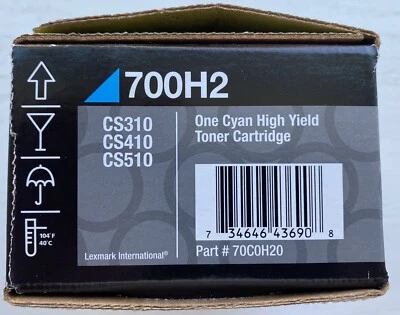 700H2
CS310
CS410
CS510
One Cyan High Yield
Toner Cartridge
7 34646 43690 8
104°F
40°C
Lexmark International®
Part # 70C0H20